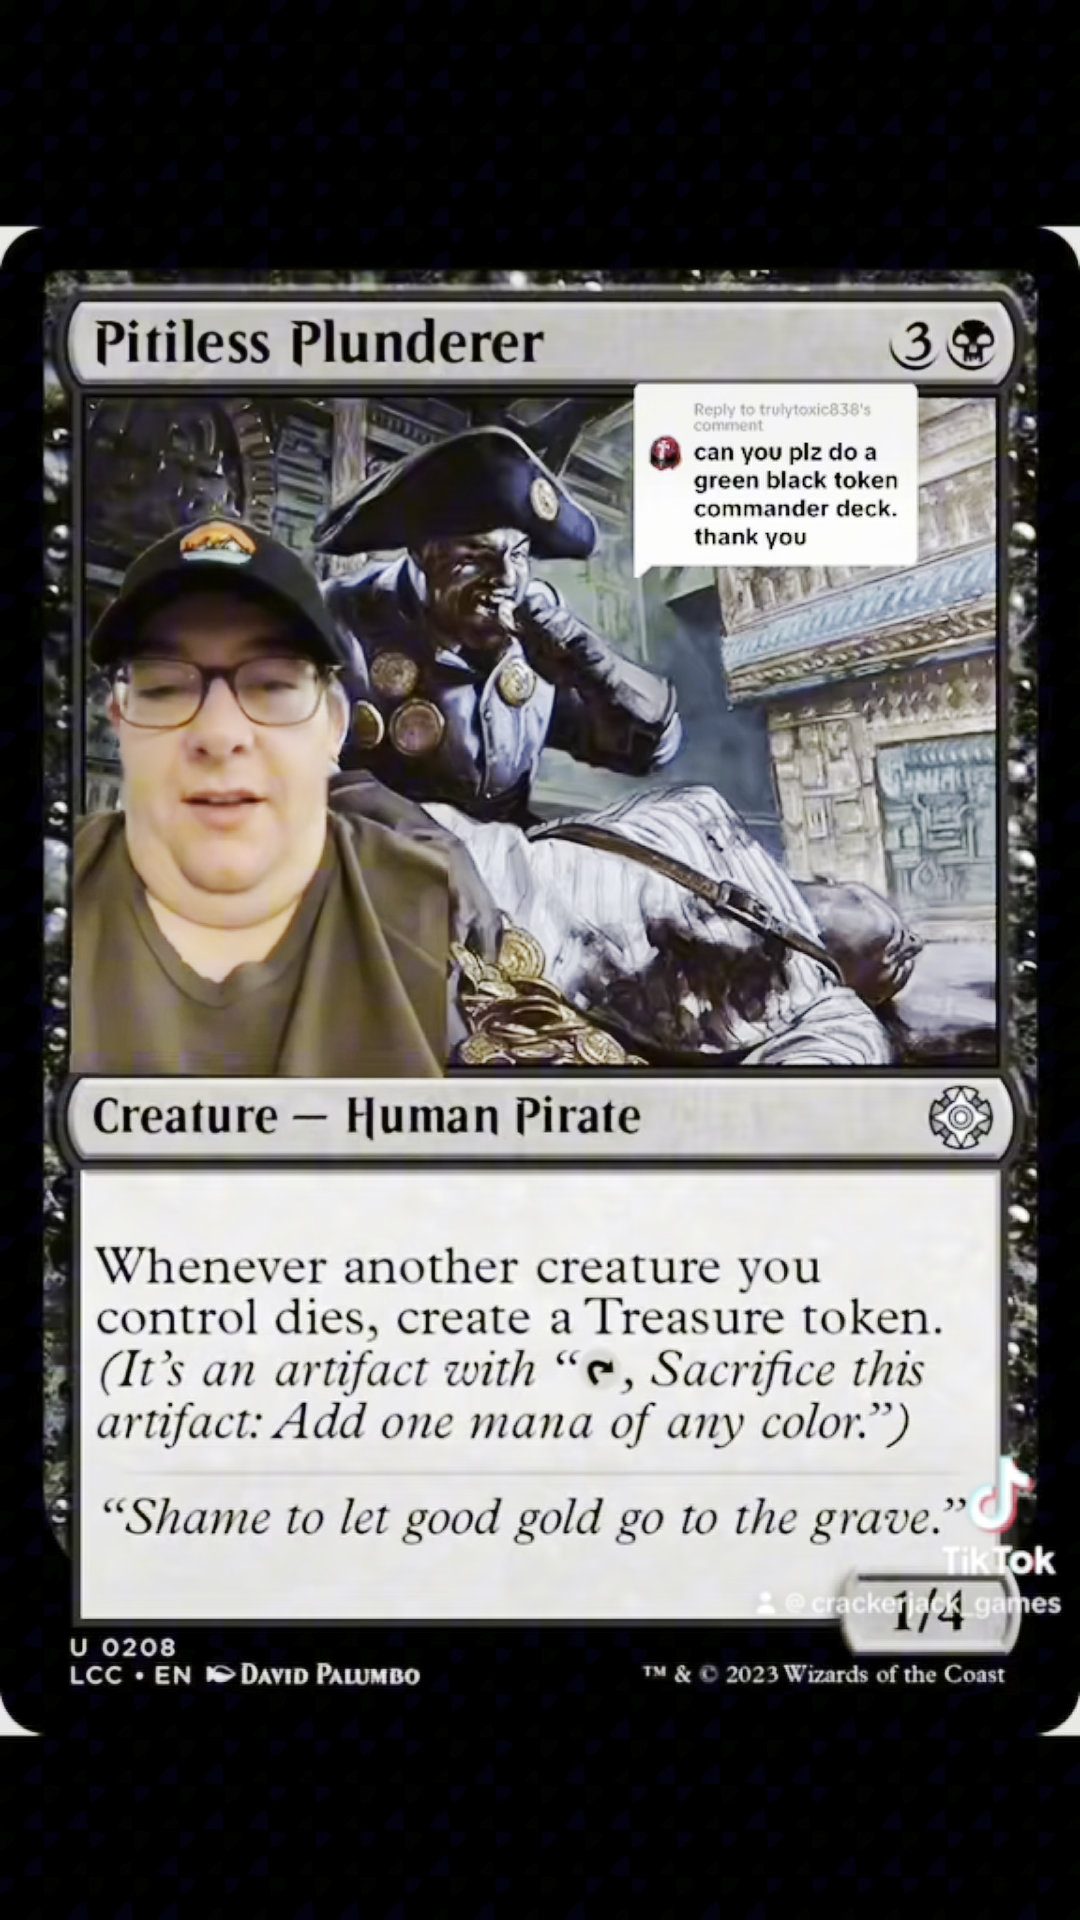 Pitiless Plunderer
3
Reply to trulytoxic838's
comment
can you plz do a
green black token
commander deck.
thank you
Creature — Human Pirate
Whenever another creature you
control dies, create a Treasure token.
(It's an artifact with “, Sacrifice this
artifact: Add one mana of any color.”)
“Shame to let good gold go to the grave.”
TikTok
@crackerjack_games
1/4
U 0208
LCC • EN DAVID PALUMBO
™ & © 2023 Wizards of the Coast